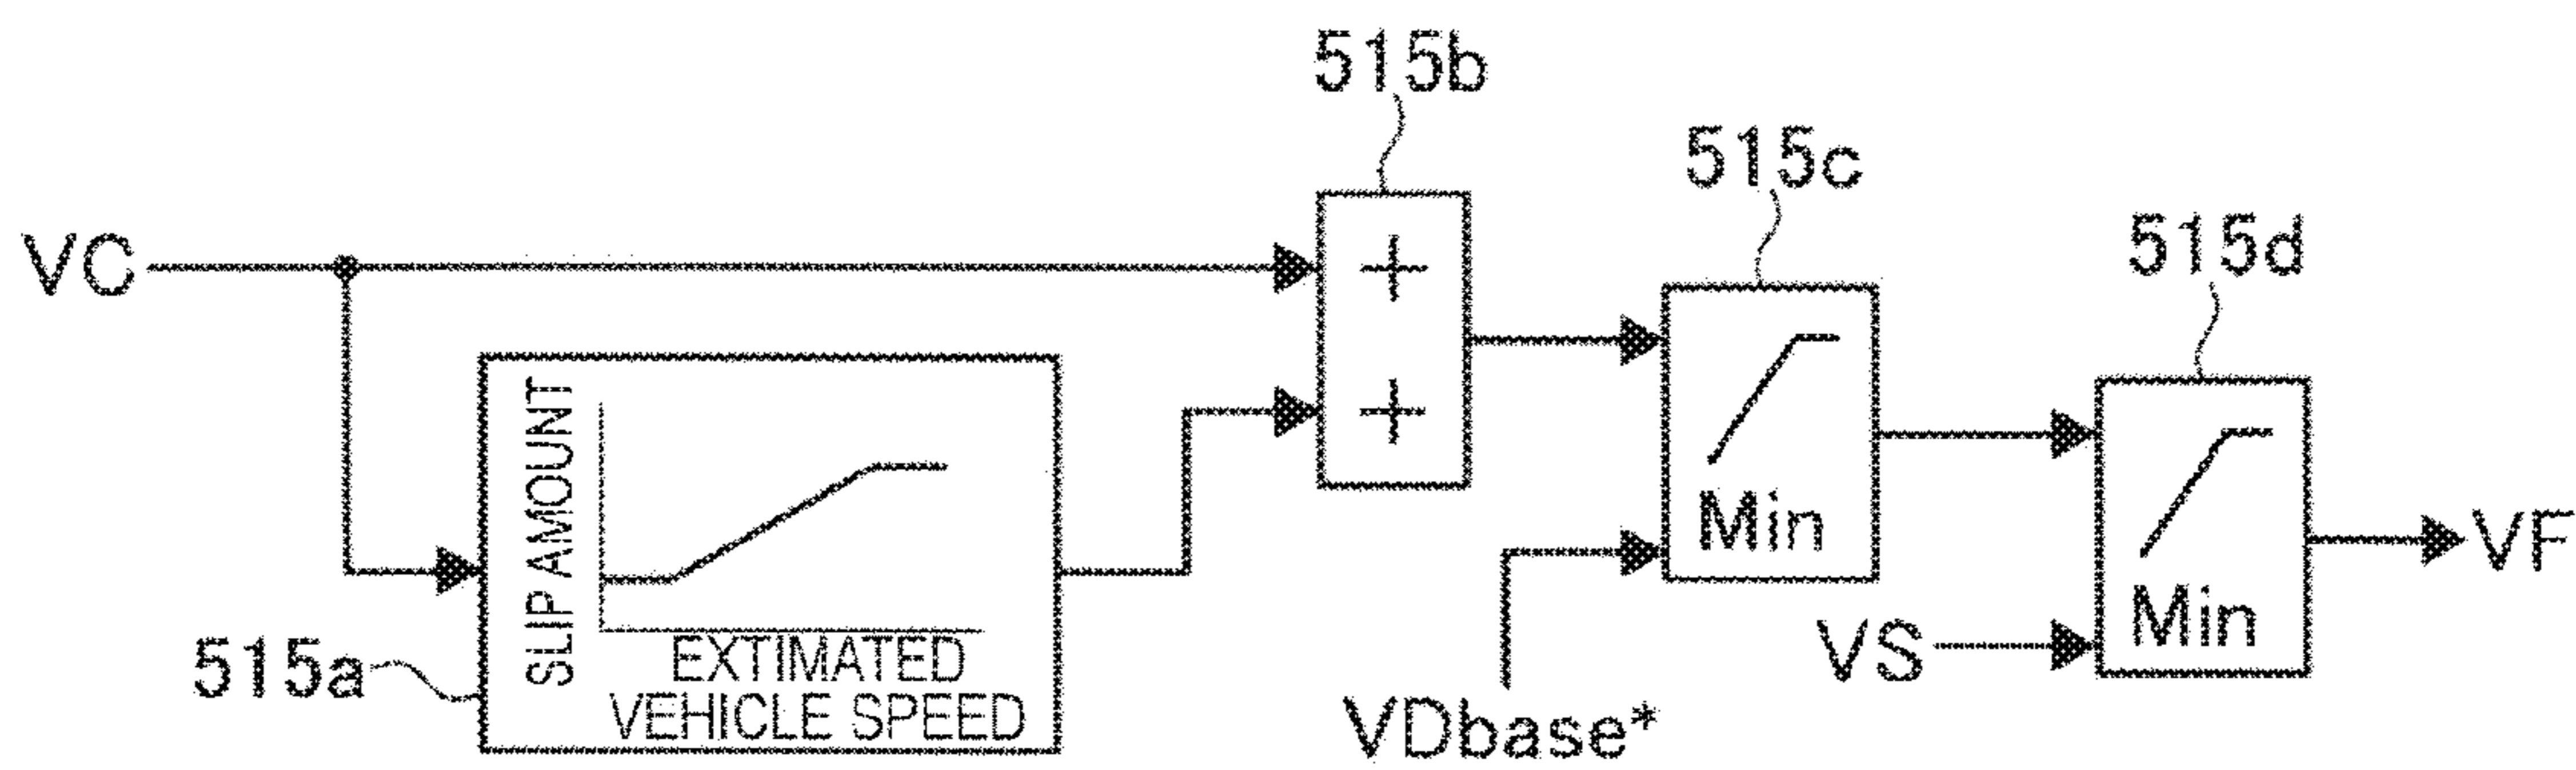 515b
515c
515d
VC
+
+
SLIP AMOUNT
EXTIMATED
VEHICLE SPEED
515a
Min
VDbase*
VS
Min
VF